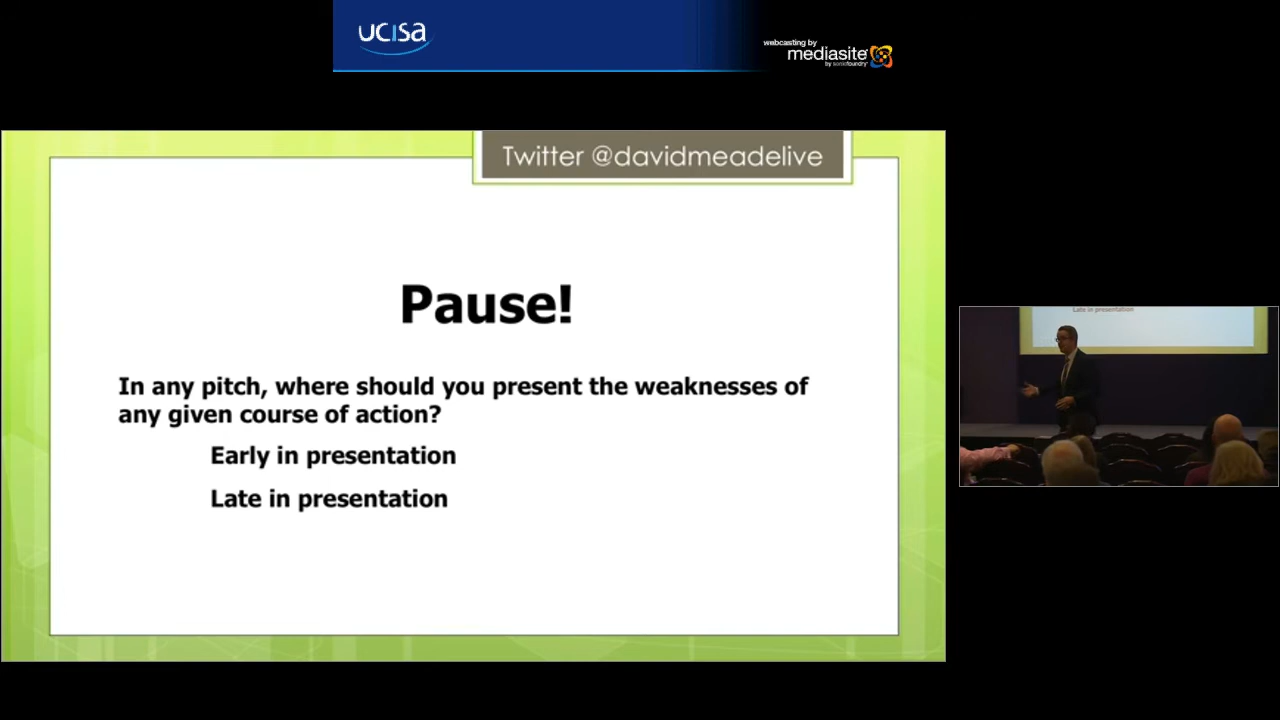 ucisa
webcasting by
mediasite
by sonicfoundry
Twitter @davidmeadelive
Pause!
In any pitch, where should you present the weaknesses of
any given course of action?
Early in presentation
Late in presentation
Late in presentation